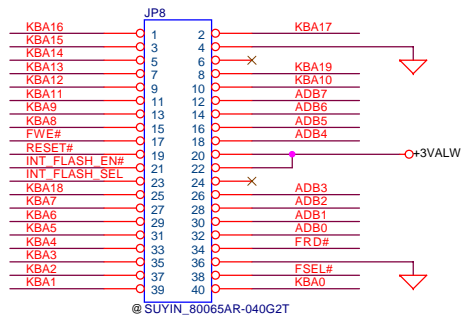 JP8
KBA16 1 2 KBA17
KBA15 3 4
KBA14 5 6
KBA13 7 8 KBA19
KBA12 9 10 KBA10
KBA11 11 12 ADB7
KBA9 13 14 ADB6
KBA8 15 16 ADB5
FWE# 17 18 ADB4
RESET# 19 20 +3VALW
INT_FLASH_EN# 21 22
INT_FLASH_SEL 23 24
KBA18 25 26 ADB3
KBA7 27 28 ADB2
KBA6 29 30 ADB1
KBA5 31 32 ADB0
KBA4 33 34 FRD#
KBA3 35 36
KBA2 37 38 FSEL#
KBA1 39 40 KBA0
@SUYIN_80065AR-040G2T